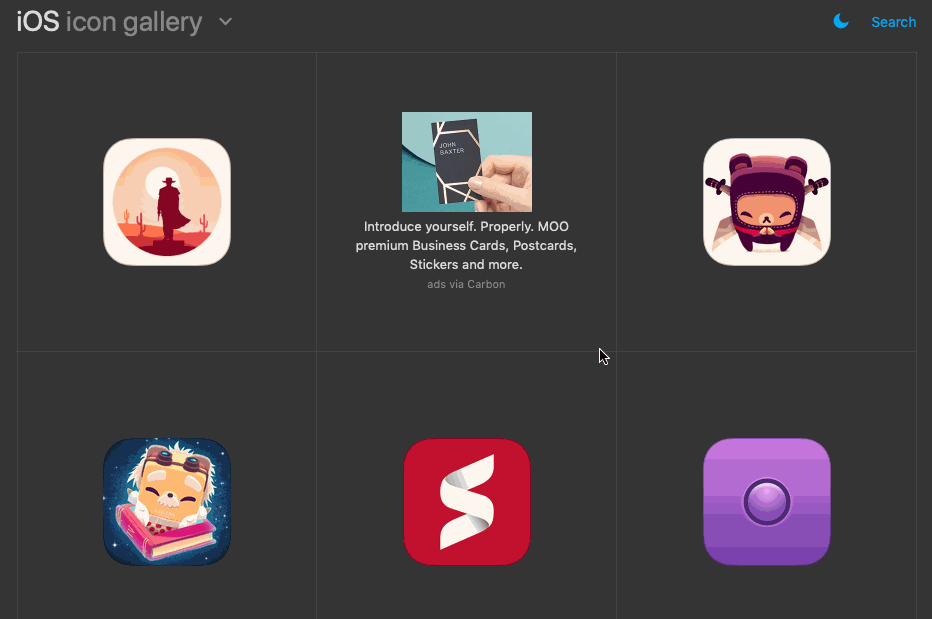 iOS icon gallery
Search
JOHN
BAXTER
Introduce yourself. Properly. MOO
premium Business Cards, Postcards,
Stickers and more.
ads via Carbon